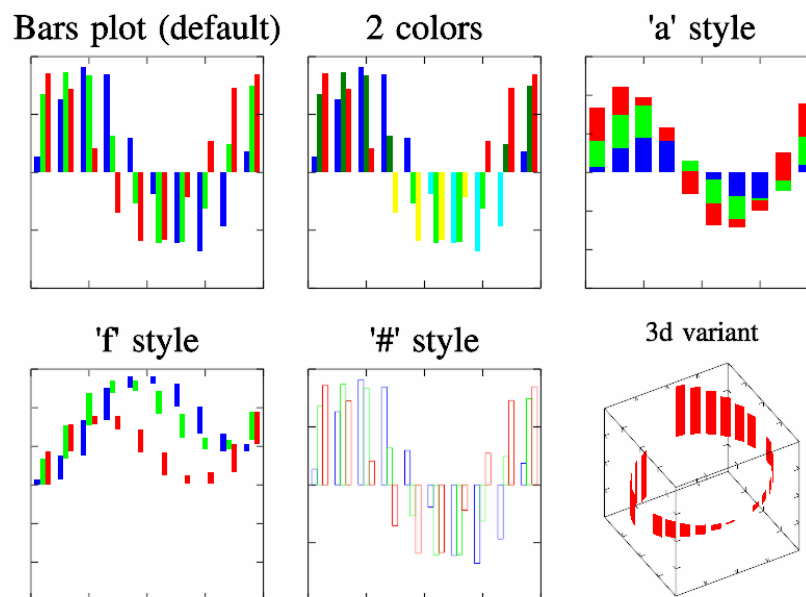 Bars plot (default)
2 colors
'a' style
'f' style
'#' style
3d variant